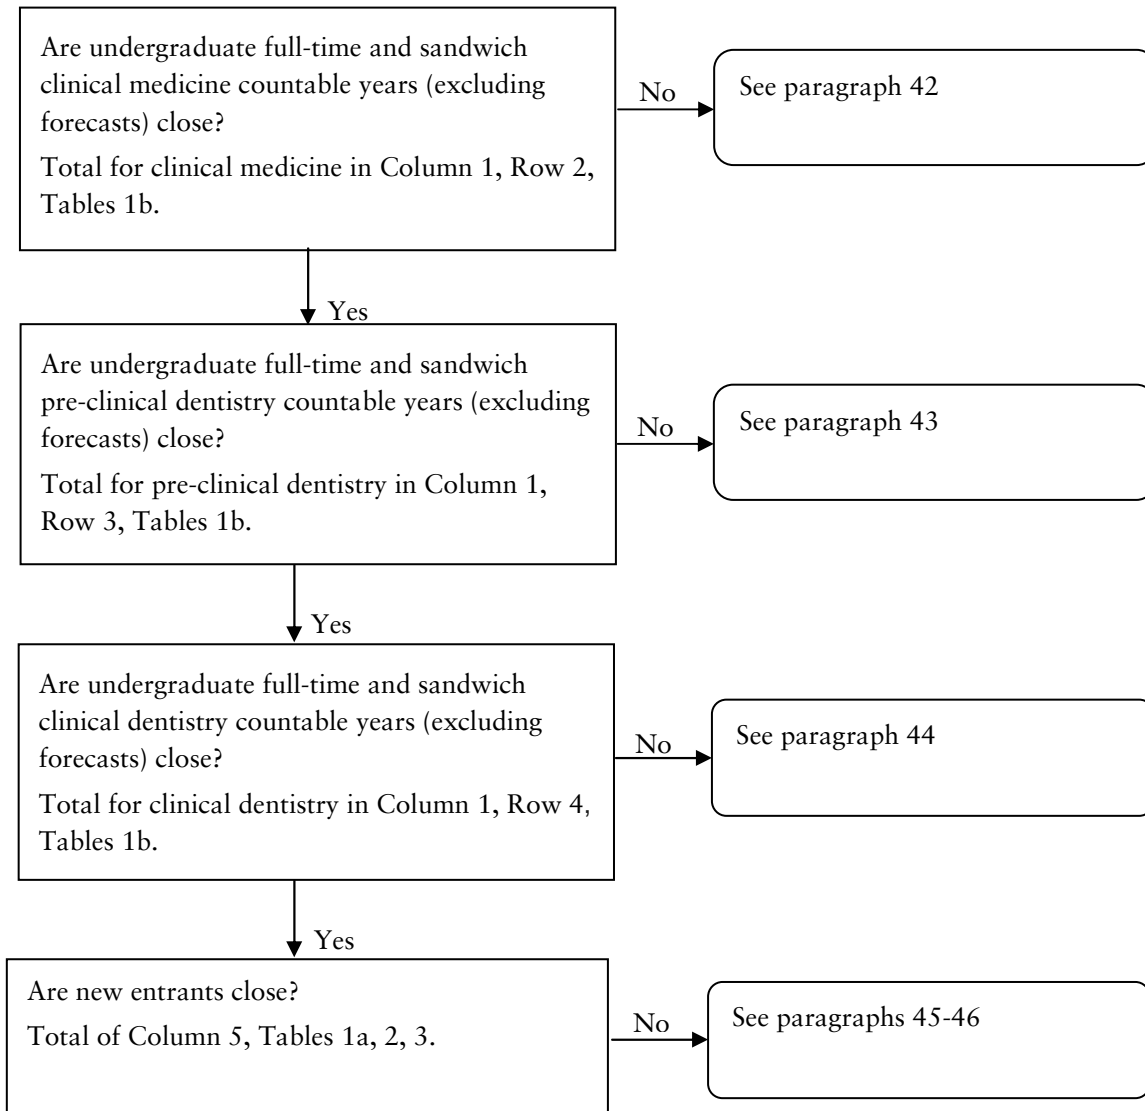 Are undergraduate full-time and sandwich
clinical medicine countable years (excluding
forecasts) close?
Total for clinical medicine in Column 1, Row 2,
Tables 1b.
No
See paragraph 42
Yes
Are undergraduate full-time and sandwich
pre-clinical dentistry countable years (excluding
forecasts) close?
Total for pre-clinical dentistry in Column 1,
Row 3, Tables 1b.
No
See paragraph 43
Yes
Are undergraduate full-time and sandwich
clinical dentistry countable years (excluding
forecasts) close?
Total for clinical dentistry in Column 1, Row 4,
Tables 1b.
No
See paragraph 44
Yes
Are new entrants close?
Total of Column 5, Tables 1a, 2, 3.
No
See paragraphs 45-46